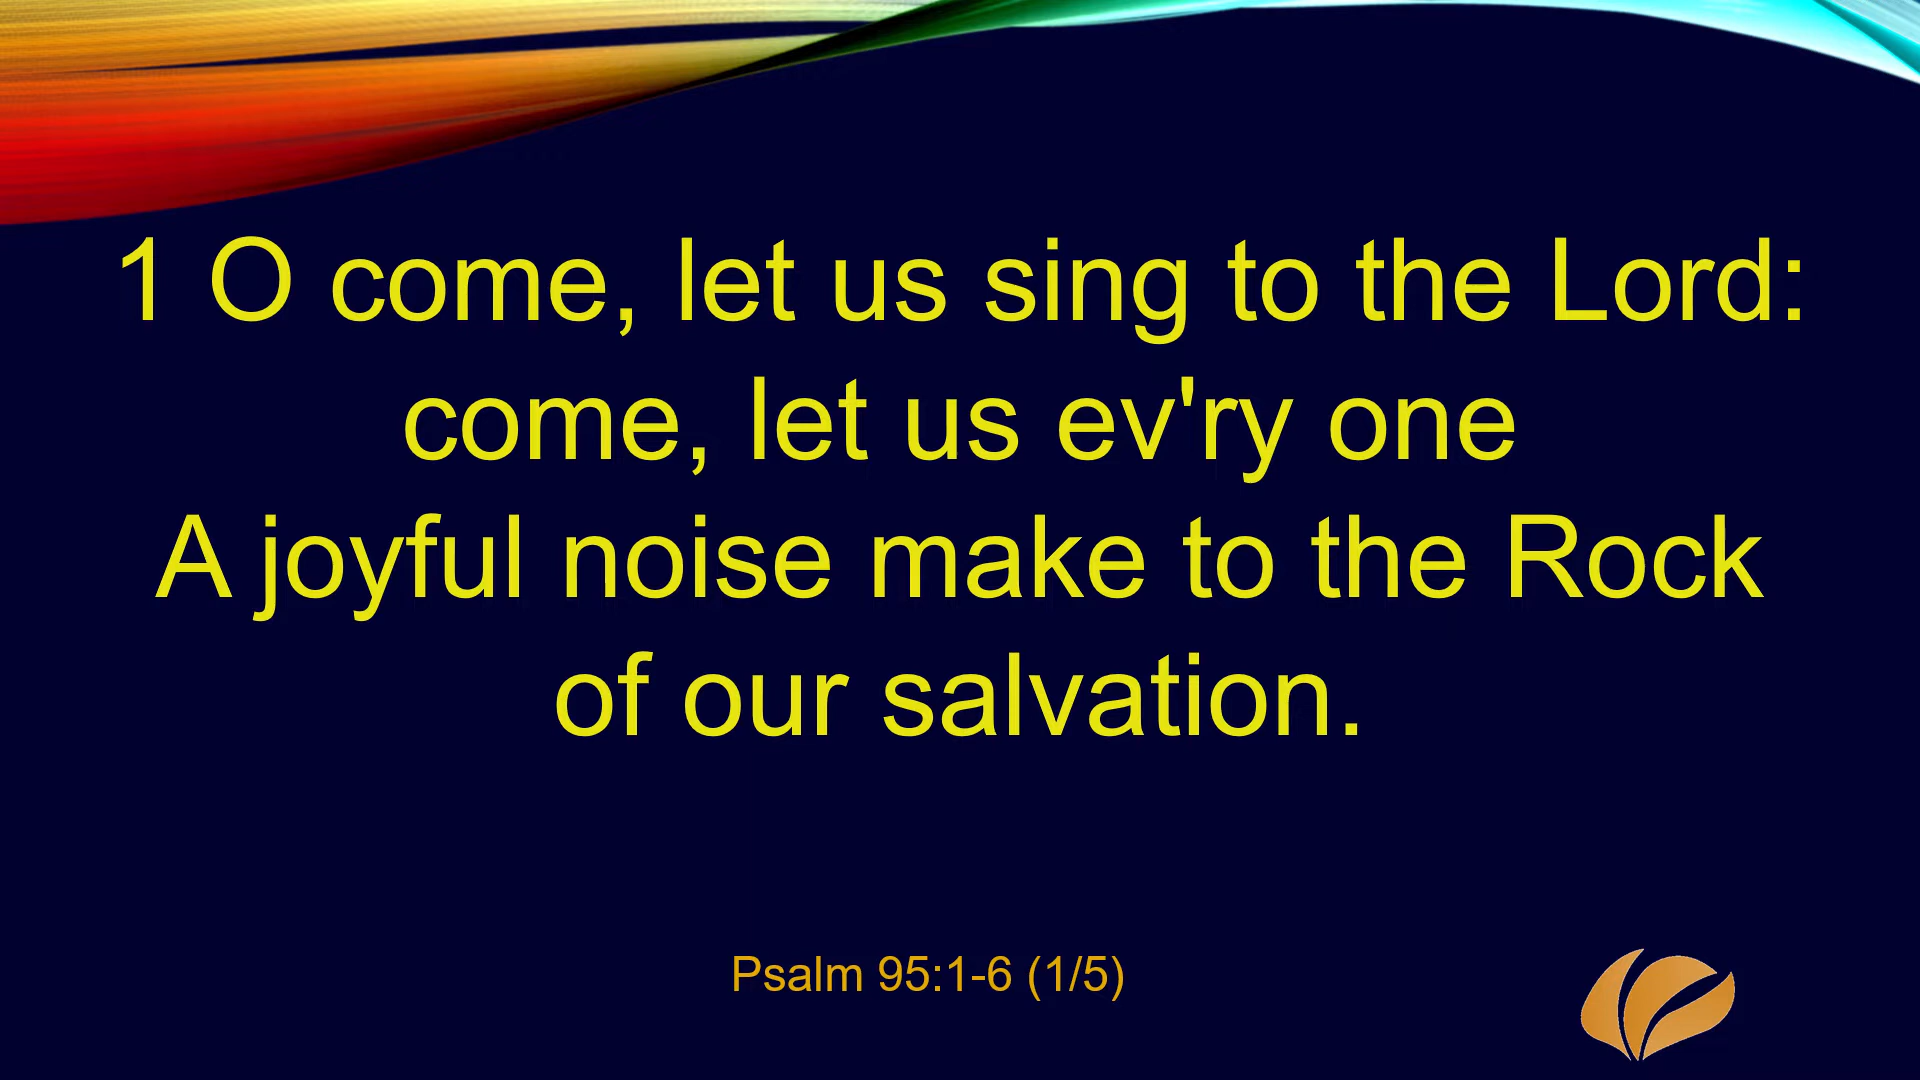 1 O come, let us sing to the Lord:
come, let us ev'ry one
A joyful noise make to the Rock
of our salvation.
Psalm 95:1-6 (1/5)